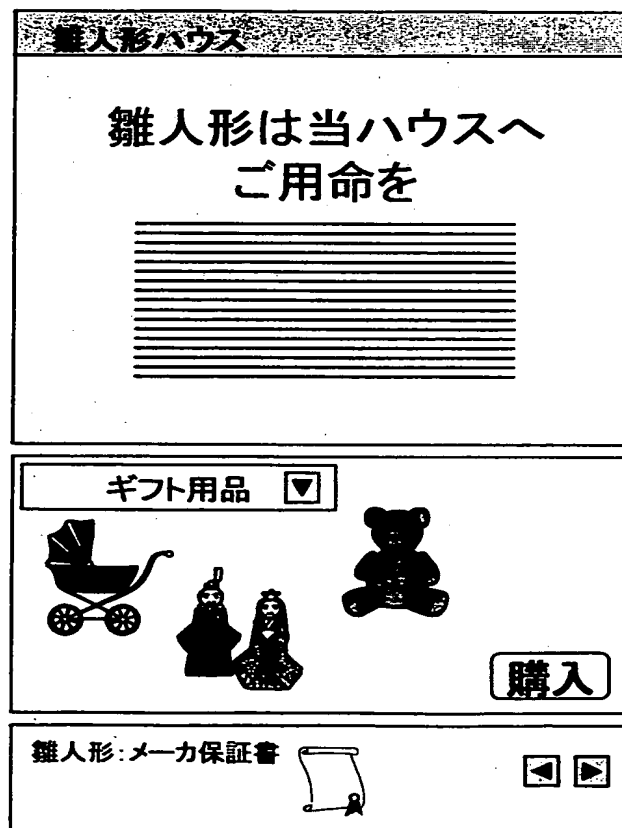 雛人形ハウス
雛人形は当ハウスへ
ご用命を
ギフト用品
購入
雛人形:メーカ保証書